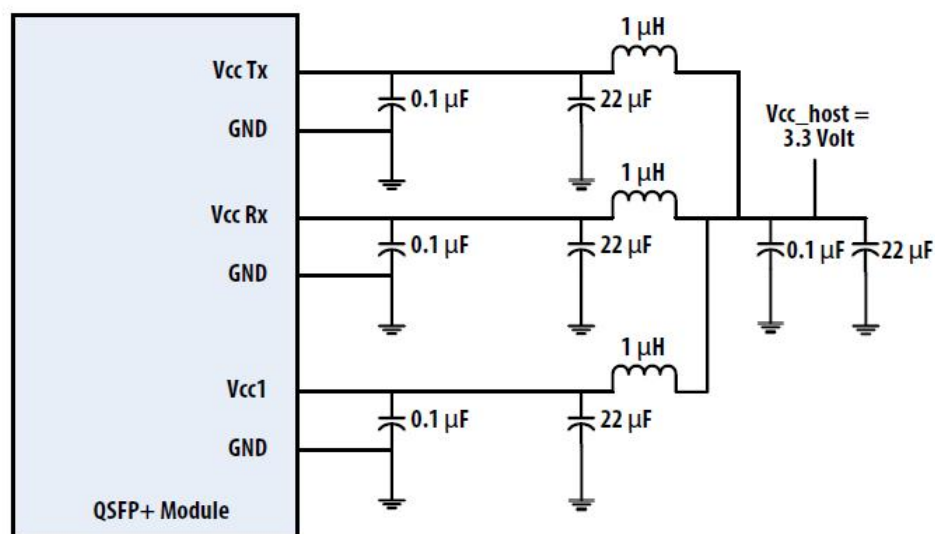 1 μH
Vcc Tx
0.1 μF
22 μF
GND
Vcc_host =
3.3 Volt
1 μH
Vcc Rx
0.1 μF
22 μF
0.1 μF
22 μF
GND
1 μH
Vcc1
0.1 μF
22 μF
GND
QSFP+ Module